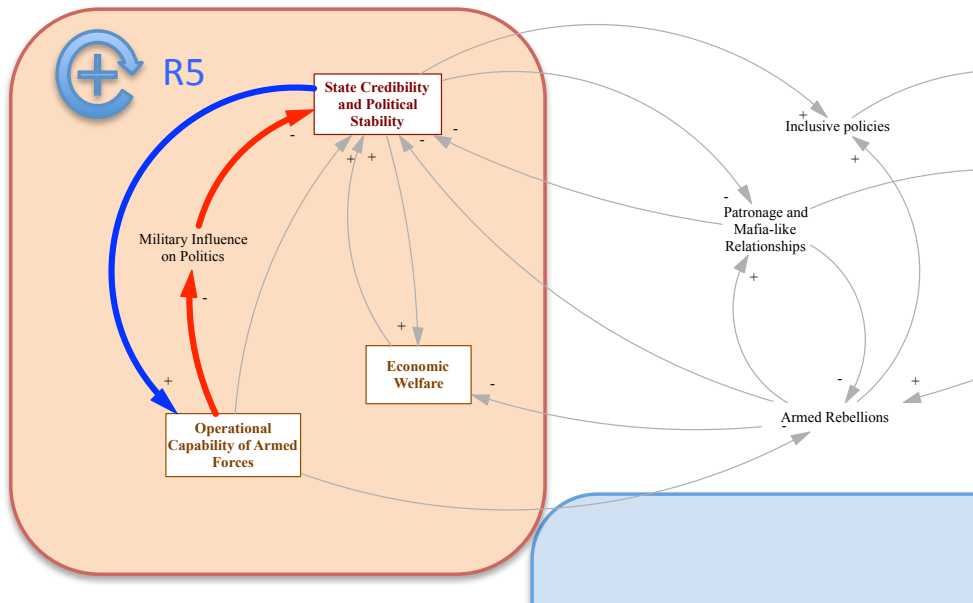 R5
State Credibility
and Political
Stability
-
-
-
+
+
+
Inclusive policies
+
-
Patronage and
Mafia-like
Relationships
+
Military Influence
on Politics
-
+
Economic
Welfare
-
-
+
+
Operational
Capability of Armed
Forces
Armed Rebellions
-